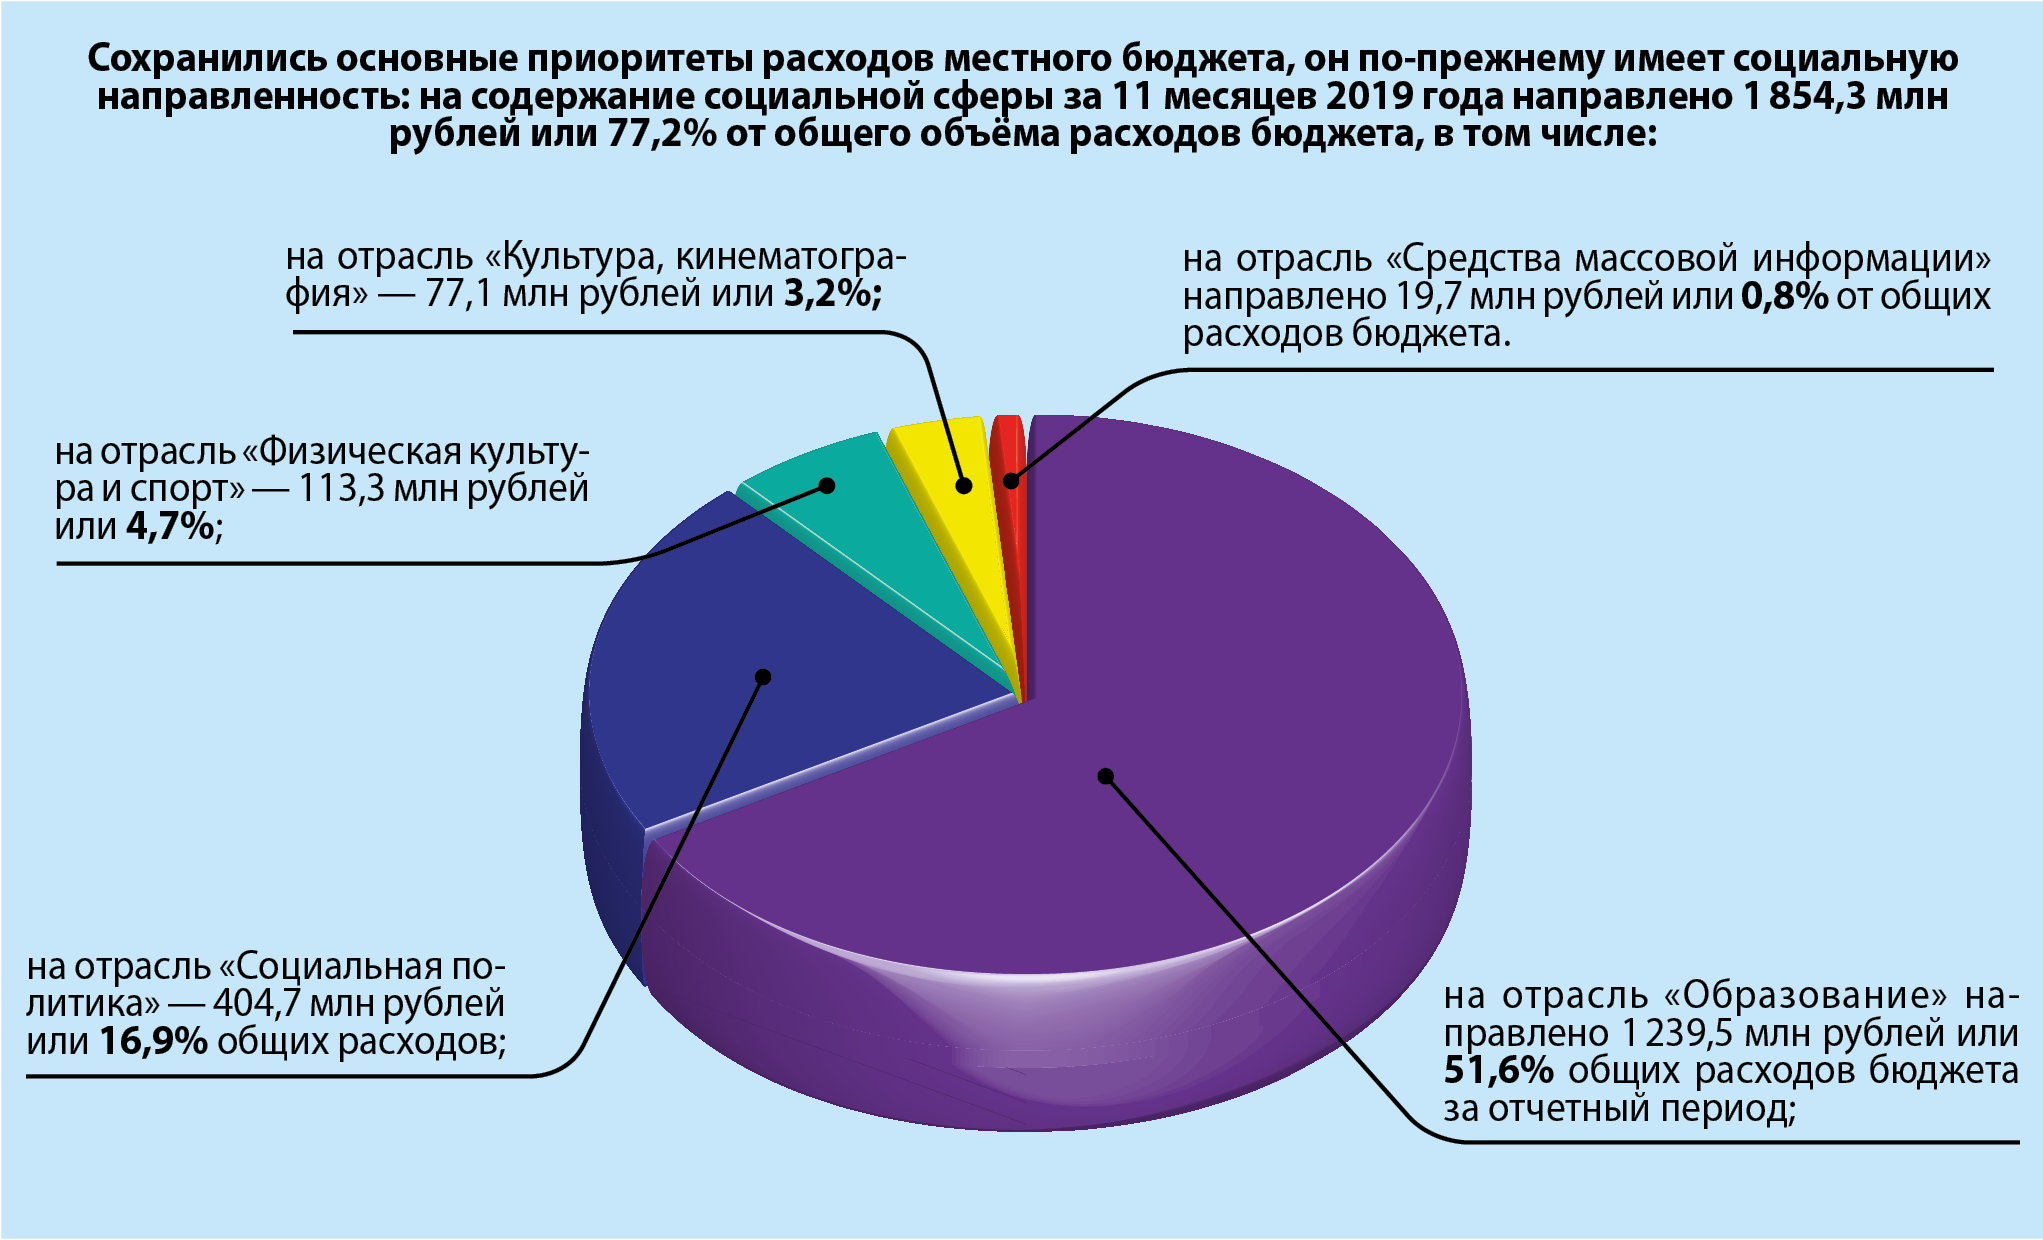 Сохранились основные приоритеты расходов местного бюджета, он по-прежнему имеет социальную
направленность: на содержание социальной сферы за 11 месяцев 2019 года направлено 1 854,3 млн
рублей или 77,2% от общего объёма расходов бюджета, в том числе:
на отрасль «Культура, кинематогра-
фия» — 77,1 млн рублей или 3,2%;
на отрасль «Средства массовой информации»
направлено 19,7 млн рублей или 0,8% от общих
расходов бюджета.
на отрасль «Физическая культу-
ра и спорт» — 113,3 млн рублей
или 4,7%;
на отрасль «Социальная по-
литика» — 404,7 млн рублей
или 16,9% общих расходов;
на отрасль «Образование» на-
правлено 1 239,5 млн рублей или
51,6% общих расходов бюджета
за отчетный период;